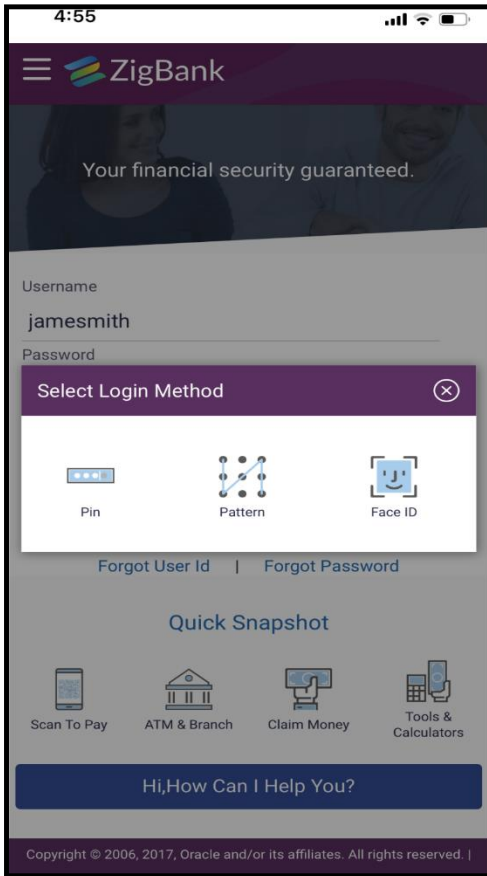 4:55
ZigBank
Your financial security guaranteed.
Username
jamesmith
Password
Select Login Method
Pin Pattern Face ID
Forgot User Id | Forgot Password
Quick Snapshot
Scan To Pay ATM & Branch Claim Money Tools &
Calculators
Hi,How Can I Help You?
Copyright © 2006, 2017, Oracle and/or its affiliates. All rights reserved. |